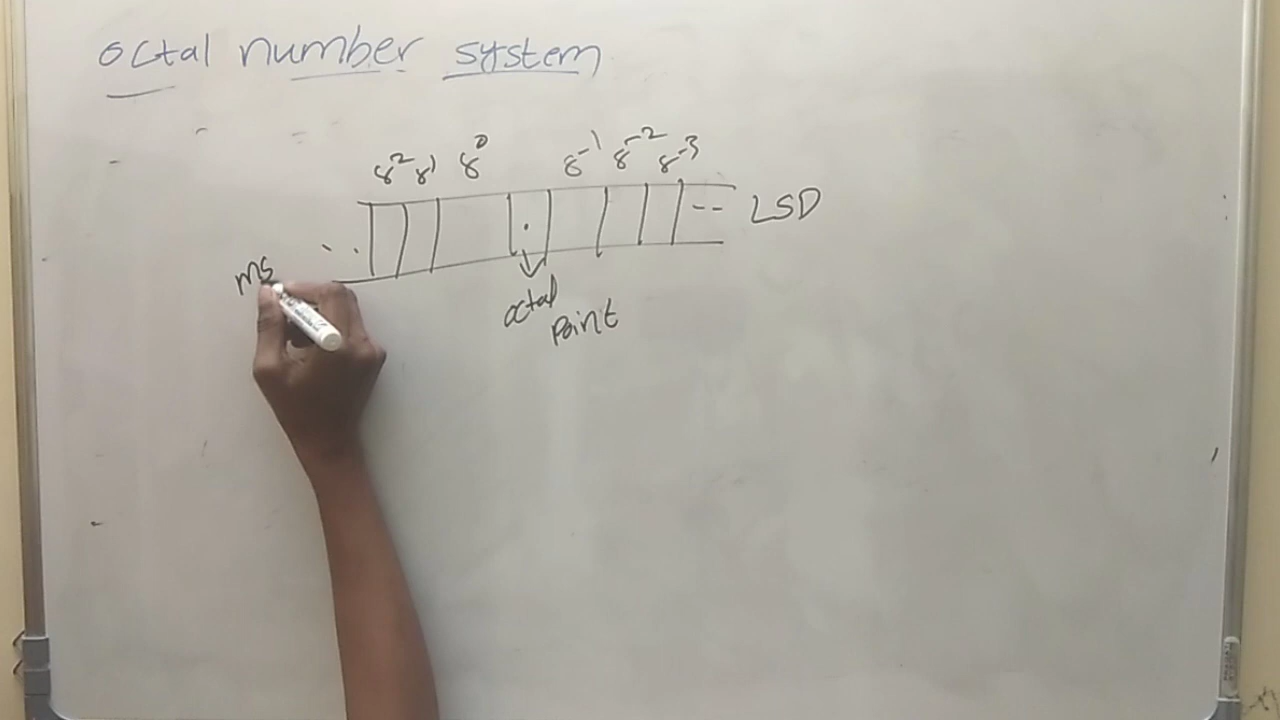 octal number system
8² 8¹ 8⁰ 8⁻¹ 8⁻² 8⁻³
. -- LSD
ms
octal
point